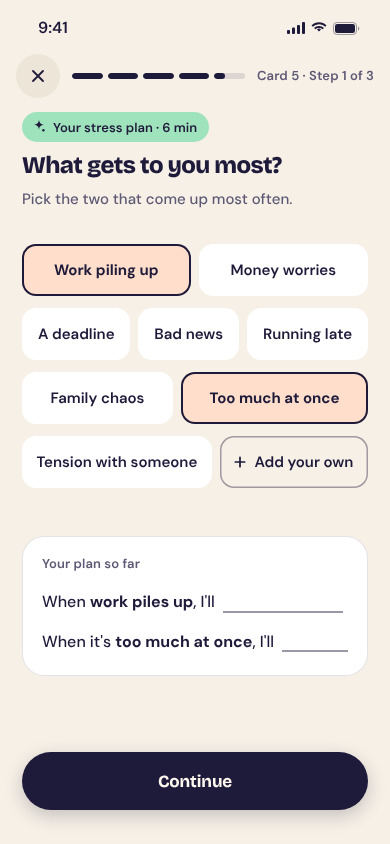 9:41
Card 5 · Step 1 of 3
Your stress plan · 6 min
What gets to you most?
Pick the two that come up most often.
Work piling up
Money worries
A deadline
Bad news
Running late
Family chaos
Too much at once
Tension with someone
+ Add your own
Your plan so far
When work piles up, I'll
When it's too much at once, I'll
Continue